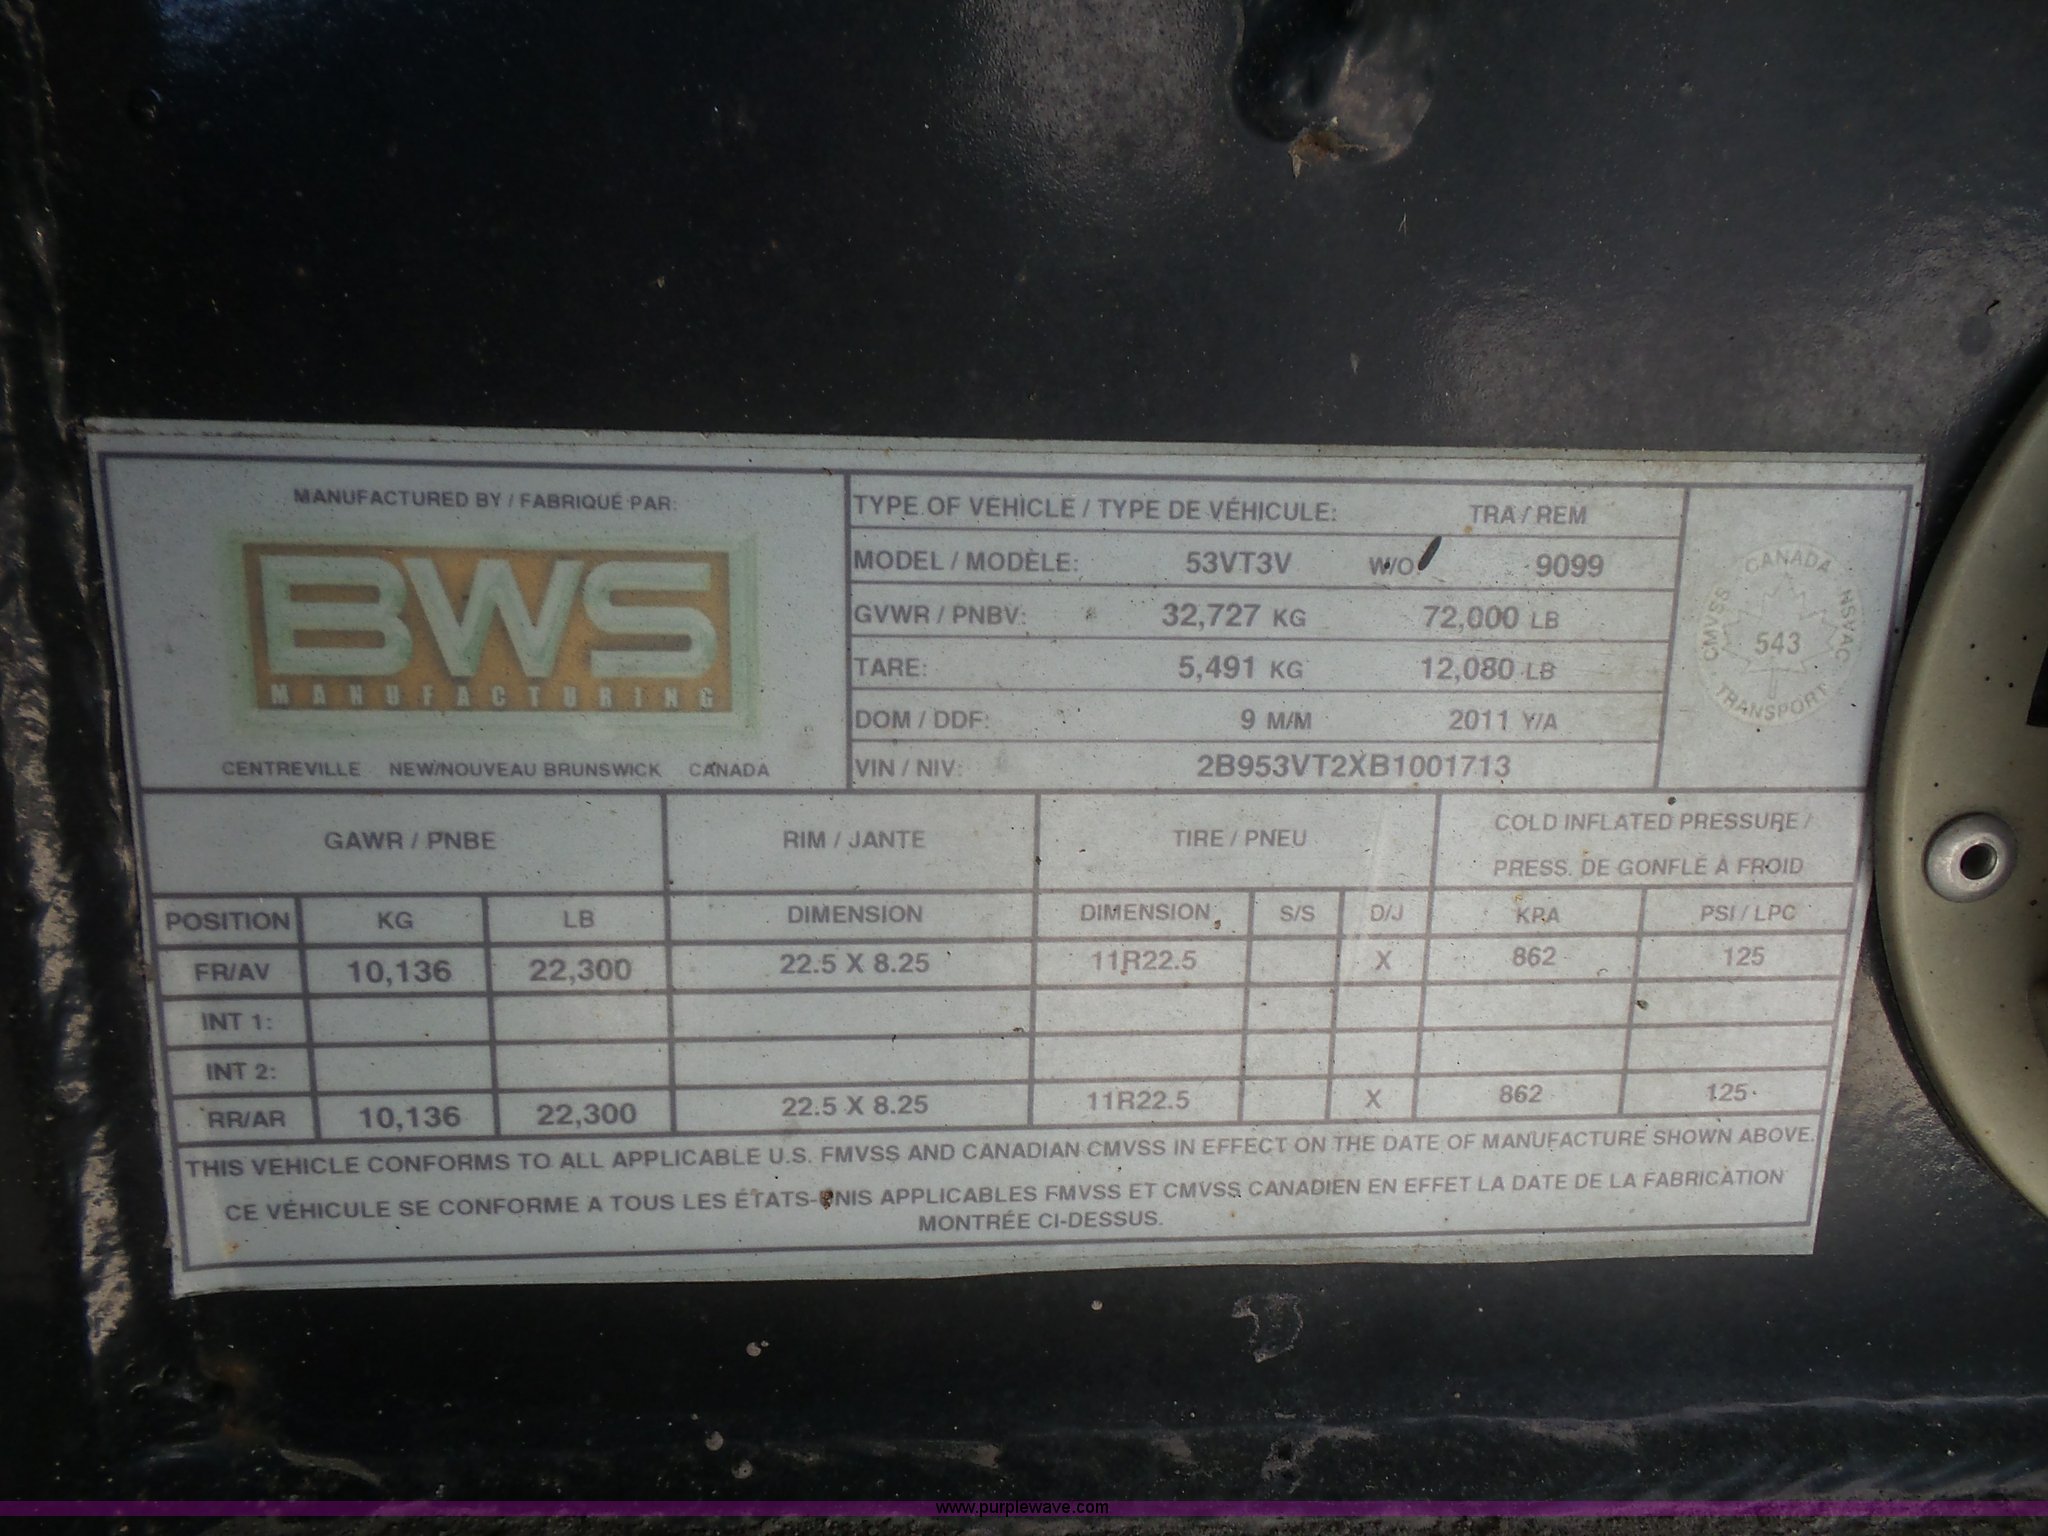 MANUFACTURED BY / FABRIQUÉ PAR:
BWS
MANUFACTURING
CENTREVILLE NEW/NOUVEAU BRUNSWICK CANADA
TYPE OF VEHICLE / TYPE DE VÉHICULE: TRA / REM
MODEL / MODÈLE: 53VT3V W/O: 9099
GVWR / PNBV: 32,727 KG 72,000 LB
TARE: 5,491 KG 12,080 LB
DOM / DDF: 9 M/M 2011 Y/A
VIN / NIV: 2B953VT2XB1001713
CANADA
CMVSS
NSVAC
543
TRANSPORT
GAWR / PNBE RIM / JANTE TIRE / PNEU COLD INFLATED PRESSURE /
PRESS. DE GONFLE À FROID
POSITION KG LB DIMENSION DIMENSION S/S D/J KPA PSI / LPC
FR/AV 10,136 22,300 22.5 X 8.25 11R22.5 X 862 125
INT 1:
INT 2:
RR/AR 10,136 22,300 22.5 X 8.25 11R22.5 X 862 125
THIS VEHICLE CONFORMS TO ALL APPLICABLE U.S. FMVSS AND CANADIAN CMVSS IN EFFECT ON THE DATE OF MANUFACTURE SHOWN ABOVE.
CE VÉHICULE SE CONFORME A TOUS LES ÉTATS-UNIS APPLICABLES FMVSS ET CMVSS CANADIEN EN EFFET LA DATE DE LA FABRICATION
MONTRÉE CI-DESSUS.
www.purplewave.com